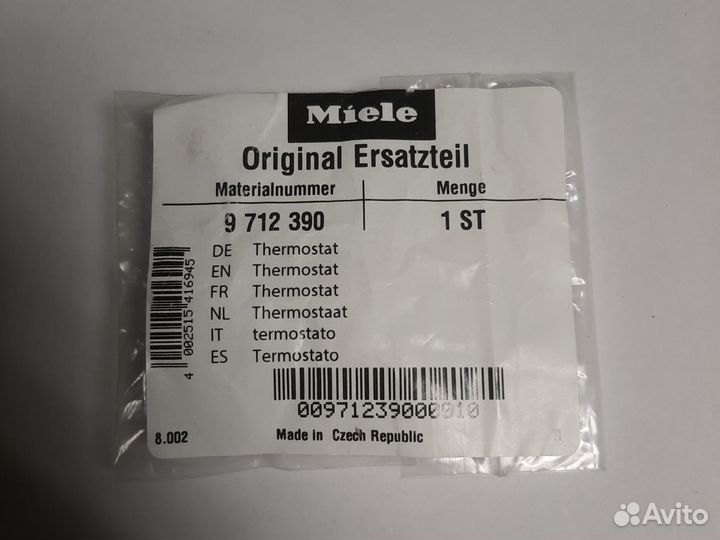 Miele
Original Ersatzteil
Materialnummer Menge
9 712 390 1 ST
DE Thermostat
EN Thermostat
FR Thermostat
NL Thermostaat
IT termostato
ES Termostato
4 002515 416945
00971239000010
8.002 Made in Czech Republic A
Avito